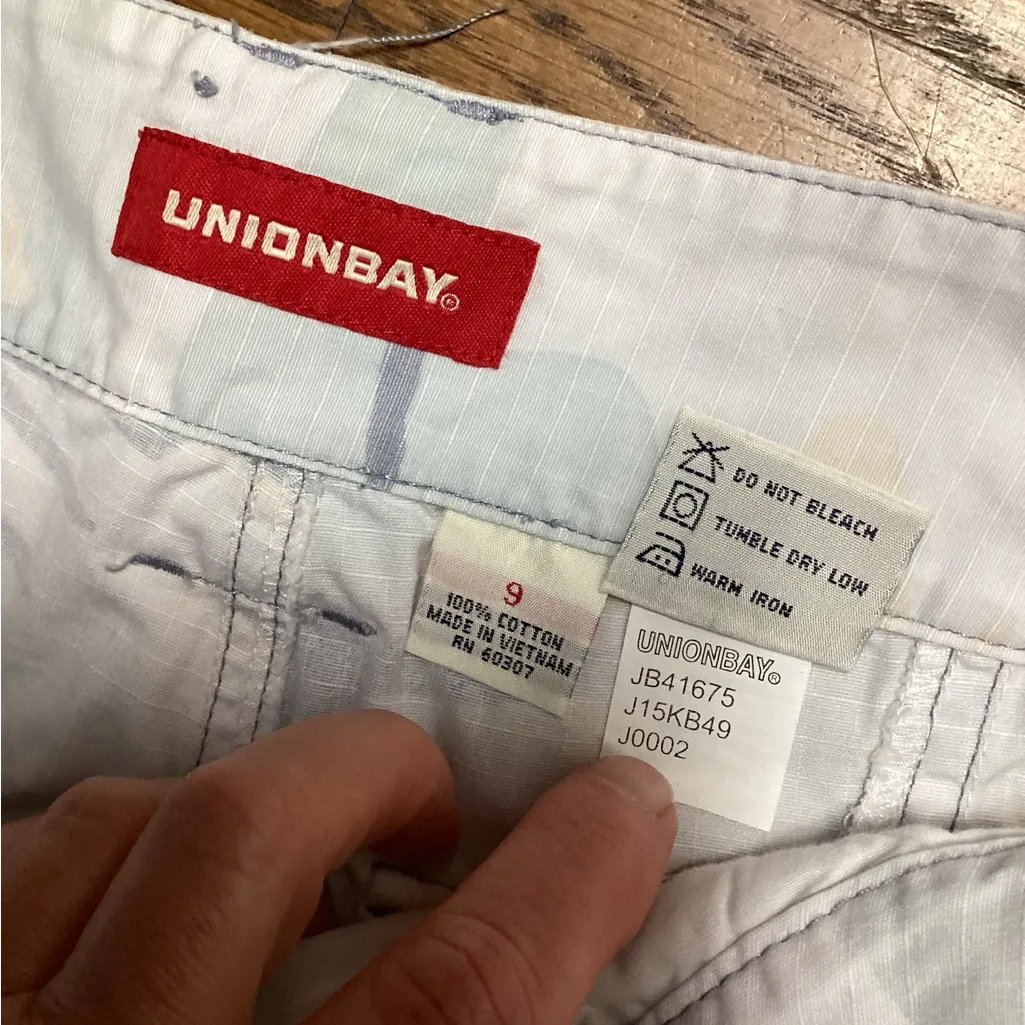 UNIONBAY®
DO NOT BLEACH
TUMBLE DRY LOW
WARM IRON
9
100% COTTON
MADE IN VIETNAM
RN 60307
UNIONBAY®
JB41675
J15KB49
J0002